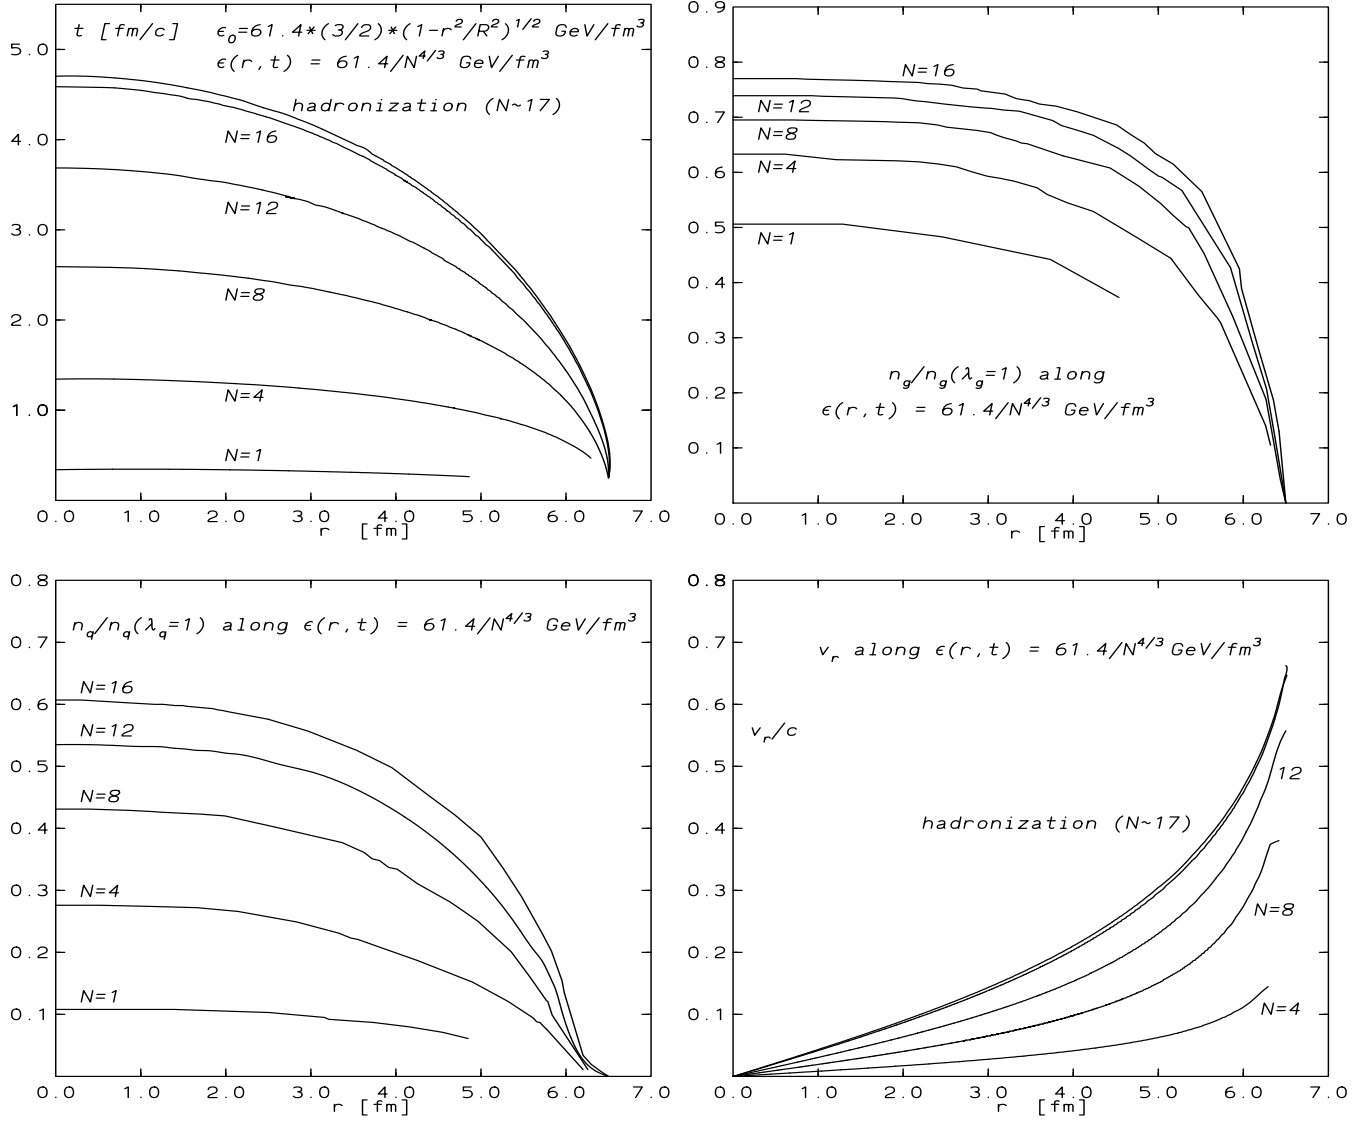 t [fm/c] ϵ₀=61.4*(3/2)*(1-r²/R²)^1/2 GeV/fm³
ϵ(r,t) = 61.4/N^4/3 GeV/fm³
hadronization (N~17)
N=16
N=12
N=8
N=4
N=1
5.0
4.0
3.0
2.0
1.0
0.0 1.0 2.0 3.0 4.0 5.0 6.0 7.0
r [fm]
0.9
0.8
0.7
0.6
0.5
0.4
0.3
0.2
0.1
N=16
N=12
N=8
N=4
N=1
n_g/n_g(λ_g=1) along
ϵ(r,t) = 61.4/N^4/3 GeV/fm³
0.0 1.0 2.0 3.0 4.0 5.0 6.0 7.0
r [fm]
0.8
0.7
0.6
0.5
0.4
0.3
0.2
0.1
n_q/n_q(λ_q=1) along ϵ(r,t) = 61.4/N^4/3 GeV/fm³
N=16
N=12
N=8
N=4
N=1
0.0 1.0 2.0 3.0 4.0 5.0 6.0 7.0
r [fm]
0.8
0.7
0.6
0.5
0.4
0.3
0.2
0.1
v_r along ϵ(r,t) = 61.4/N^4/3 GeV/fm³
v_r/c
12
hadronization (N~17)
N=8
N=4
0.0 1.0 2.0 3.0 4.0 5.0 6.0 7.0
r [fm]